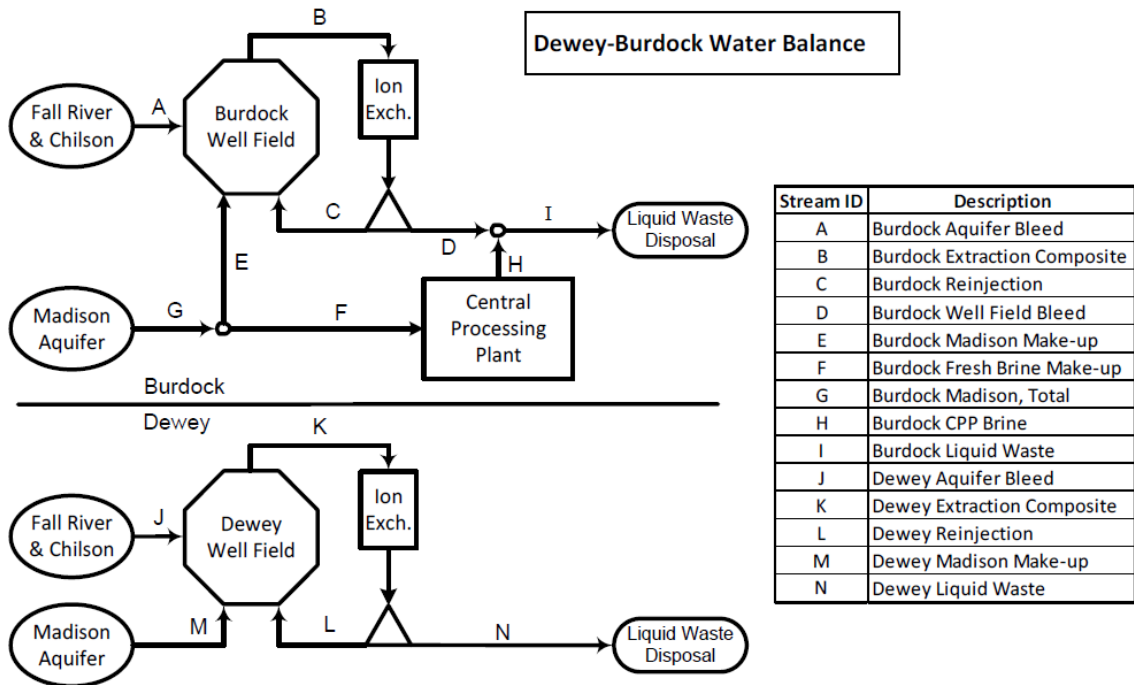 Dewey-Burdock Water Balance
B
Ion
Exch.
Fall River
& Chilson
A
Burdock
Well Field
C
D
I
Liquid Waste
Disposal
H
E
Madison
Aquifer
G
F
Central
Processing
Plant
Burdock
Dewey
K
Ion
Exch.
Fall River
& Chilson
J
Dewey
Well Field
Madison
Aquifer
M
L
N
Liquid Waste
Disposal
Stream ID Description
A Burdock Aquifer Bleed
B Burdock Extraction Composite
C Burdock Reinjection
D Burdock Well Field Bleed
E Burdock Madison Make-up
F Burdock Fresh Brine Make-up
G Burdock Madison, Total
H Burdock CPP Brine
I Burdock Liquid Waste
J Dewey Aquifer Bleed
K Dewey Extraction Composite
L Dewey Reinjection
M Dewey Madison Make-up
N Dewey Liquid Waste